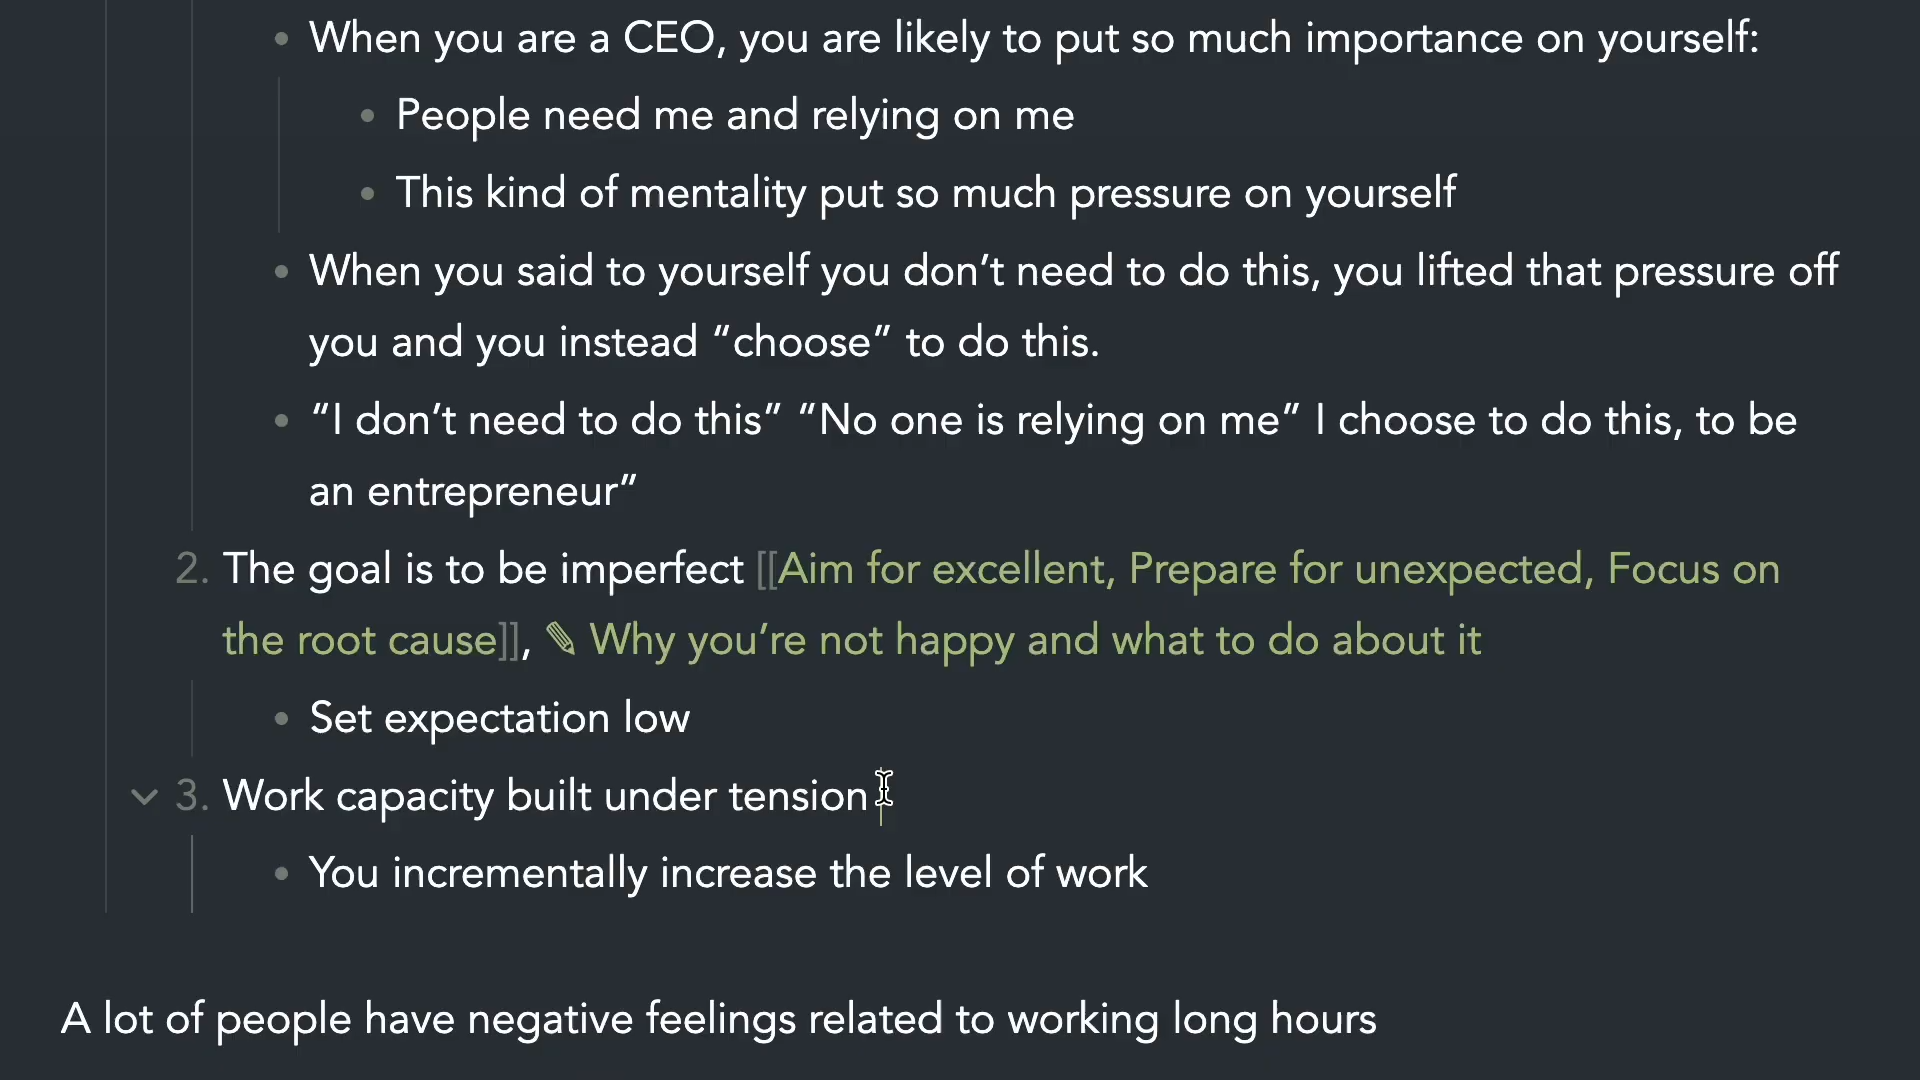 When you are a CEO, you are likely to put so much importance on yourself:
People need me and relying on me
This kind of mentality put so much pressure on yourself
When you said to yourself you don’t need to do this, you lifted that pressure off
you and you instead “choose” to do this.
“I don’t need to do this” “No one is relying on me” I choose to do this, to be
an entrepreneur”
2. The goal is to be imperfect [[Aim for excellent, Prepare for unexpected, Focus on
the root cause]], ✎ Why you’re not happy and what to do about it
Set expectation low
3. Work capacity built under tension
You incrementally increase the level of work
A lot of people have negative feelings related to working long hours